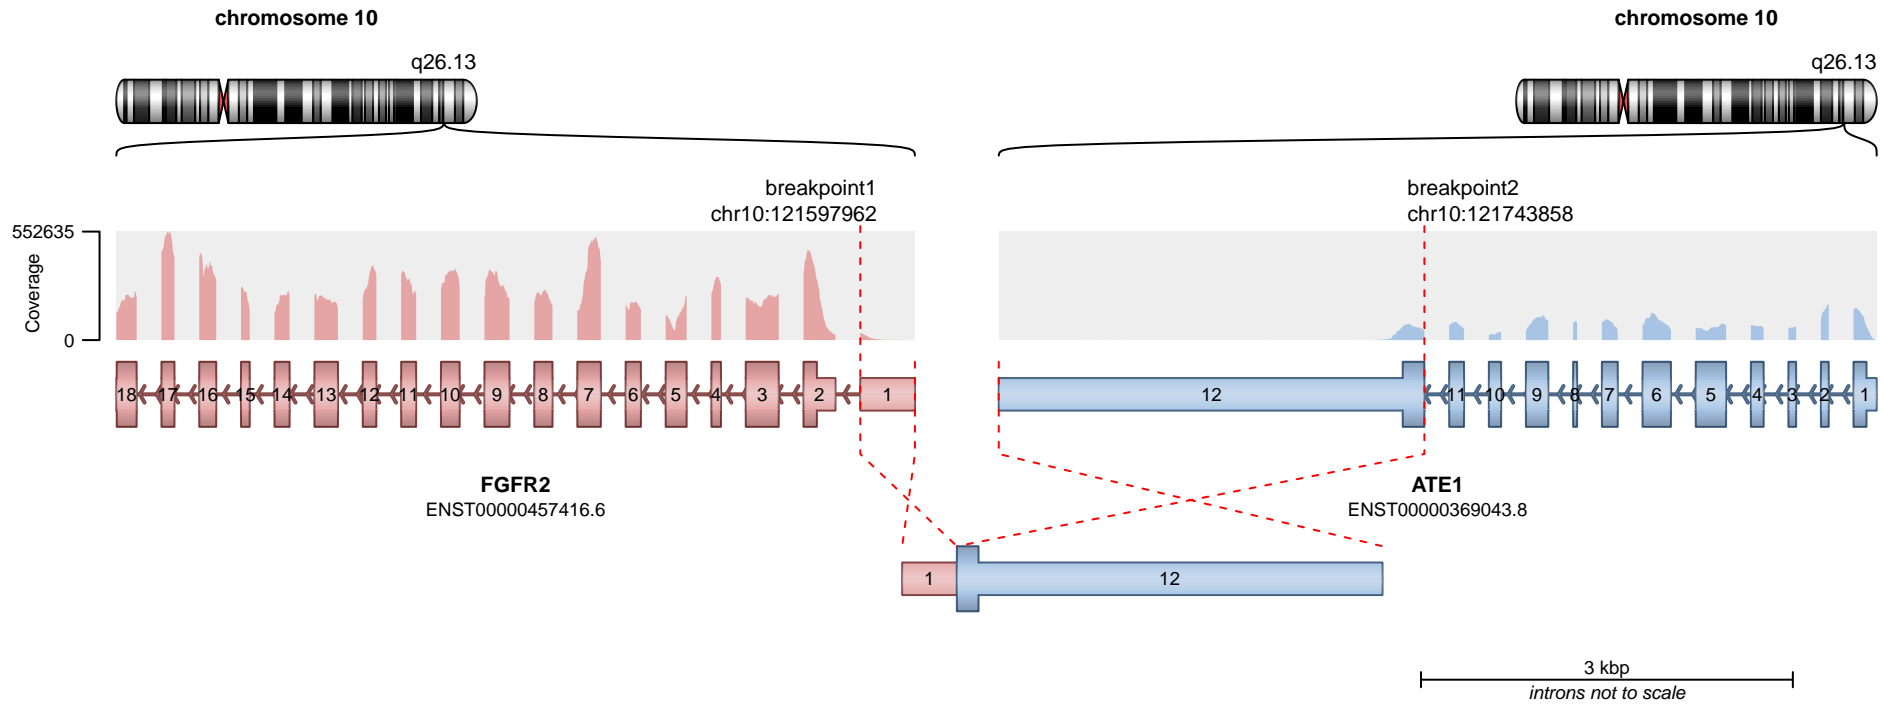 chromosome 10
chromosome 10
q26.13
q26.13
breakpoint1
chr10:121597962
breakpoint2
chr10:121743858
552635
Coverage
0
18 17 16 15 14 13 12 11 10 9 8 7 6 5 4 3 2 1
12 11 10 9 8 7 6 5 4 3 2 1
FGFR2
ENST00000457416.6
ATE1
ENST00000369043.8
1 12
3 kbp
introns not to scale